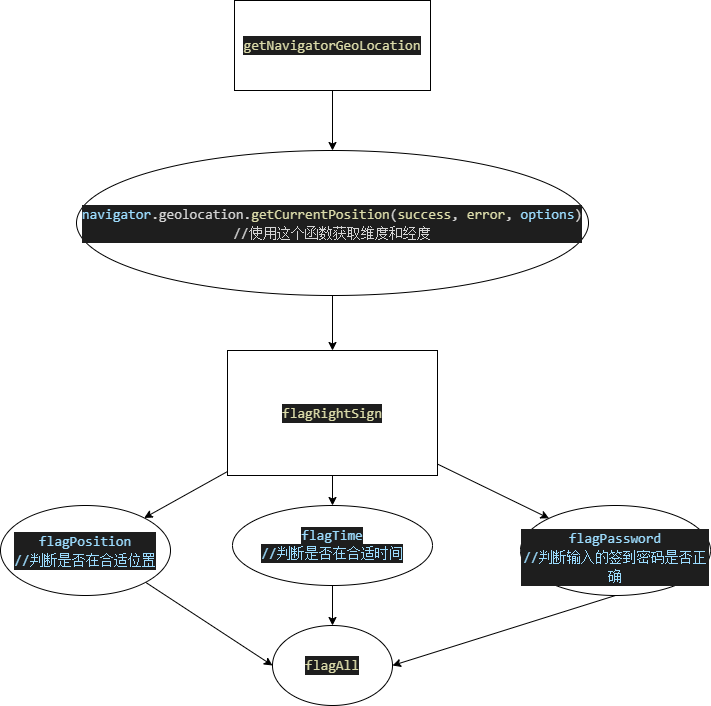 getNavigatorGeoLocation
navigator.geolocation.getCurrentPosition(success, error, options)
//使用这个函数获取维度和经度
flagRightSign
flagPosition
//判断是否在合适位置
flagTime
//判断是否在合适时间
flagPassword
//判断输入的签到密码是否正
确
flagAll